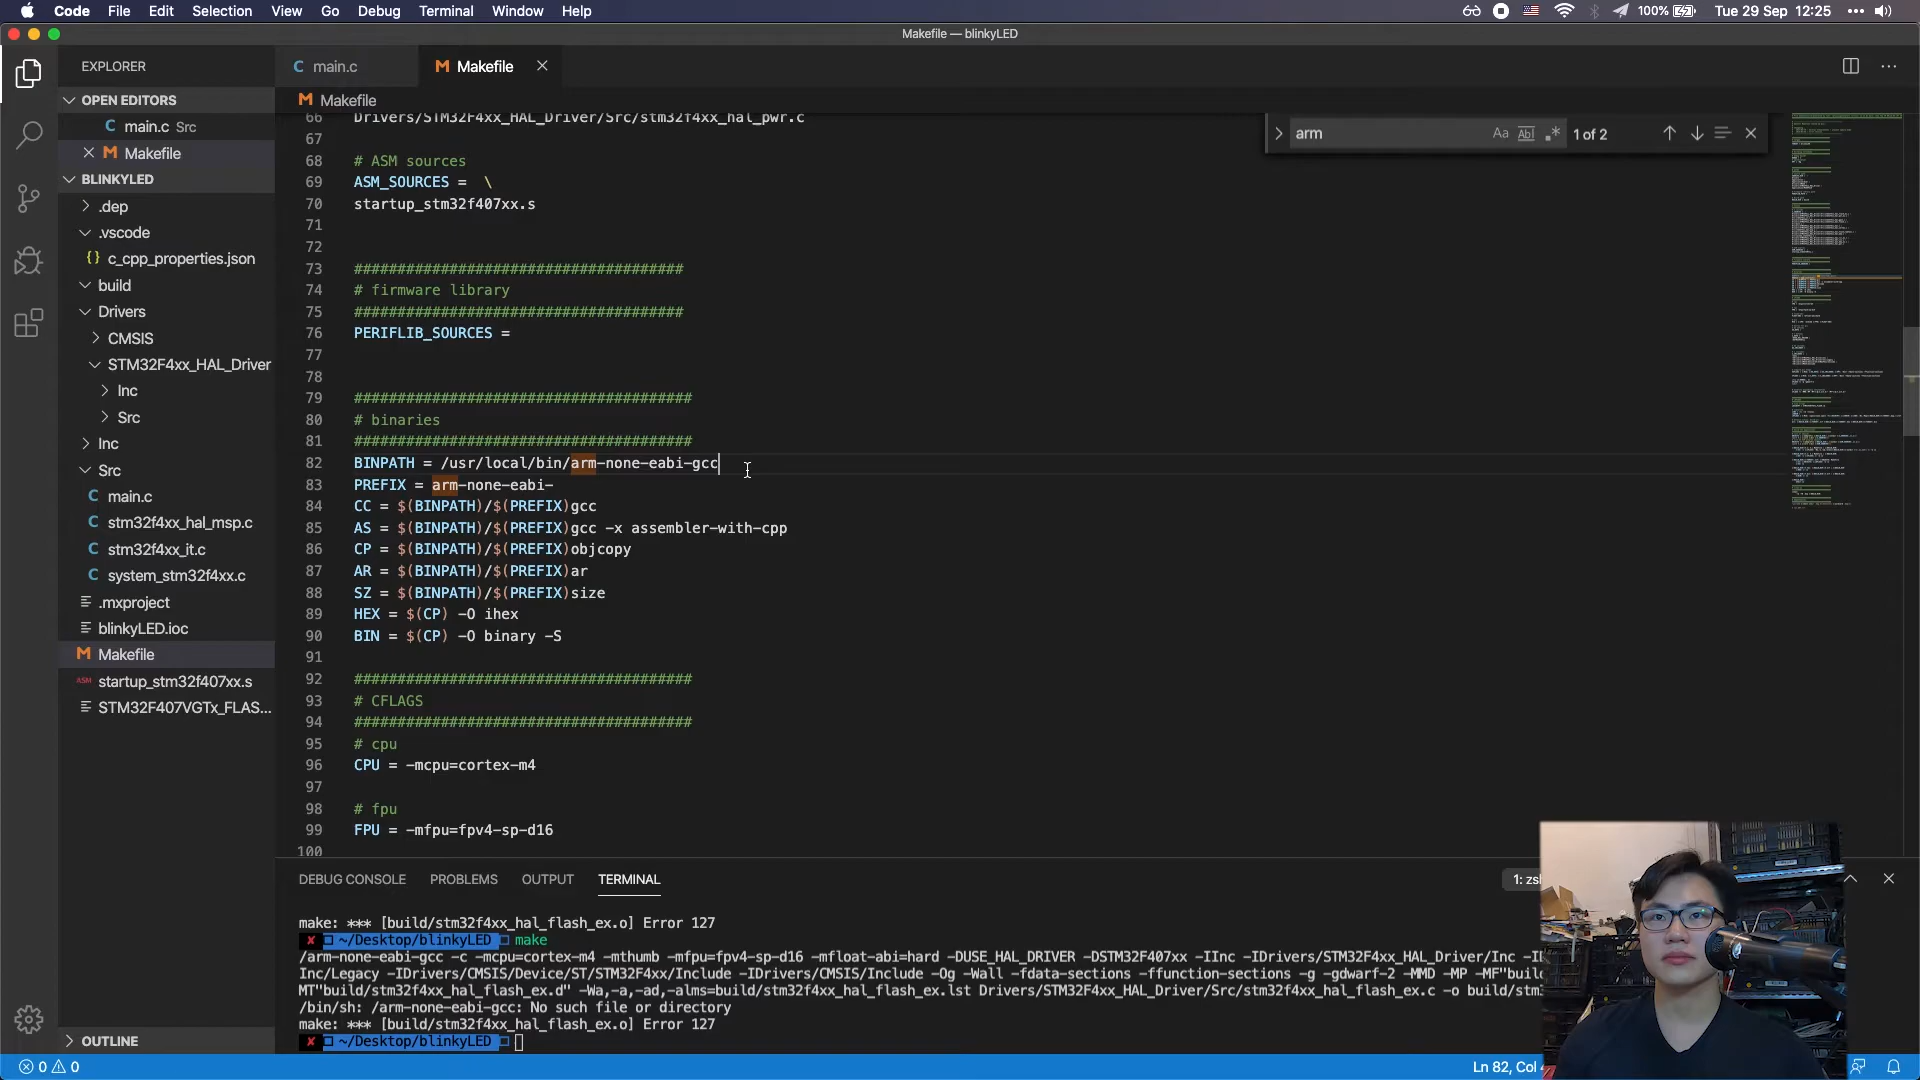 Code File Edit Selection View Go Debug Terminal Window Help
100% Tue 29 Sep 12:25
Makefile — blinkyLED
EXPLORER
OPEN EDITORS
main.c Src
Makefile
BLINKYLED
.dep
.vscode
c_cpp_properties.json
build
Drivers
CMSIS
STM32F4xx_HAL_Driver
Inc
Src
Inc
Src
main.c
stm32f4xx_hal_msp.c
stm32f4xx_it.c
system_stm32f4xx.c
.mxproject
blinkyLED.ioc
Makefile
startup_stm32f407xx.s
STM32F407VGTx_FLAS...
OUTLINE
main.c
Makefile
Makefile
arm
Aa Abl .* 1 of 2
66 Drivers/STM32F4xx_HAL_Driver/Src/stm32f4xx_hal_pwr.c
67
68 # ASM sources
69 ASM_SOURCES =  \
70 startup_stm32f407xx.s
71
72
73 ######################################
74 # firmware library
75 ######################################
76 PERIFLIB_SOURCES =
77
78
79 #######################################
80 # binaries
81 #######################################
82 BINPATH = /usr/local/bin/arm-none-eabi-gcc
83 PREFIX = arm-none-eabi-
84 CC = $(BINPATH)/$(PREFIX)gcc
85 AS = $(BINPATH)/$(PREFIX)gcc -x assembler-with-cpp
86 CP = $(BINPATH)/$(PREFIX)objcopy
87 AR = $(BINPATH)/$(PREFIX)ar
88 SZ = $(BINPATH)/$(PREFIX)size
89 HEX = $(CP) -O ihex
90 BIN = $(CP) -O binary -S
91
92 #######################################
93 # CFLAGS
94 #######################################
95 # cpu
96 CPU = -mcpu=cortex-m4
97
98 # fpu
99 FPU = -mfpu=fpv4-sp-d16
100
DEBUG CONSOLE PROBLEMS OUTPUT TERMINAL
1: zsh
make: *** [build/stm32f4xx_hal_flash_ex.o] Error 127
✘ ~/Desktop/blinkyLED make
/arm-none-eabi-gcc -c -mcpu=cortex-m4 -mthumb -mfpu=fpv4-sp-d16 -mfloat-abi=hard -DUSE_HAL_DRIVER -DSTM32F407xx -IInc -IDrivers/STM32F4xx_HAL_Driver/Inc
Inc/Legacy -IDrivers/CMSIS/Device/ST/STM32F4xx/Include -IDrivers/CMSIS/Include -Og -Wall -fdata-sections -ffunction-sections -g -gdwarf-2 -MMD -MP -MF"build
MT"build/stm32f4xx_hal_flash_ex.d" -Wa,-a,-ad,-alms=build/stm32f4xx_hal_flash_ex.lst Drivers/STM32F4xx_HAL_Driver/Src/stm32f4xx_hal_flash_ex.c -o build/stm
/bin/sh: /arm-none-eabi-gcc: No such file or directory
make: *** [build/stm32f4xx_hal_flash_ex.o] Error 127
✘ ~/Desktop/blinkyLED
0 0
Ln 82, Col